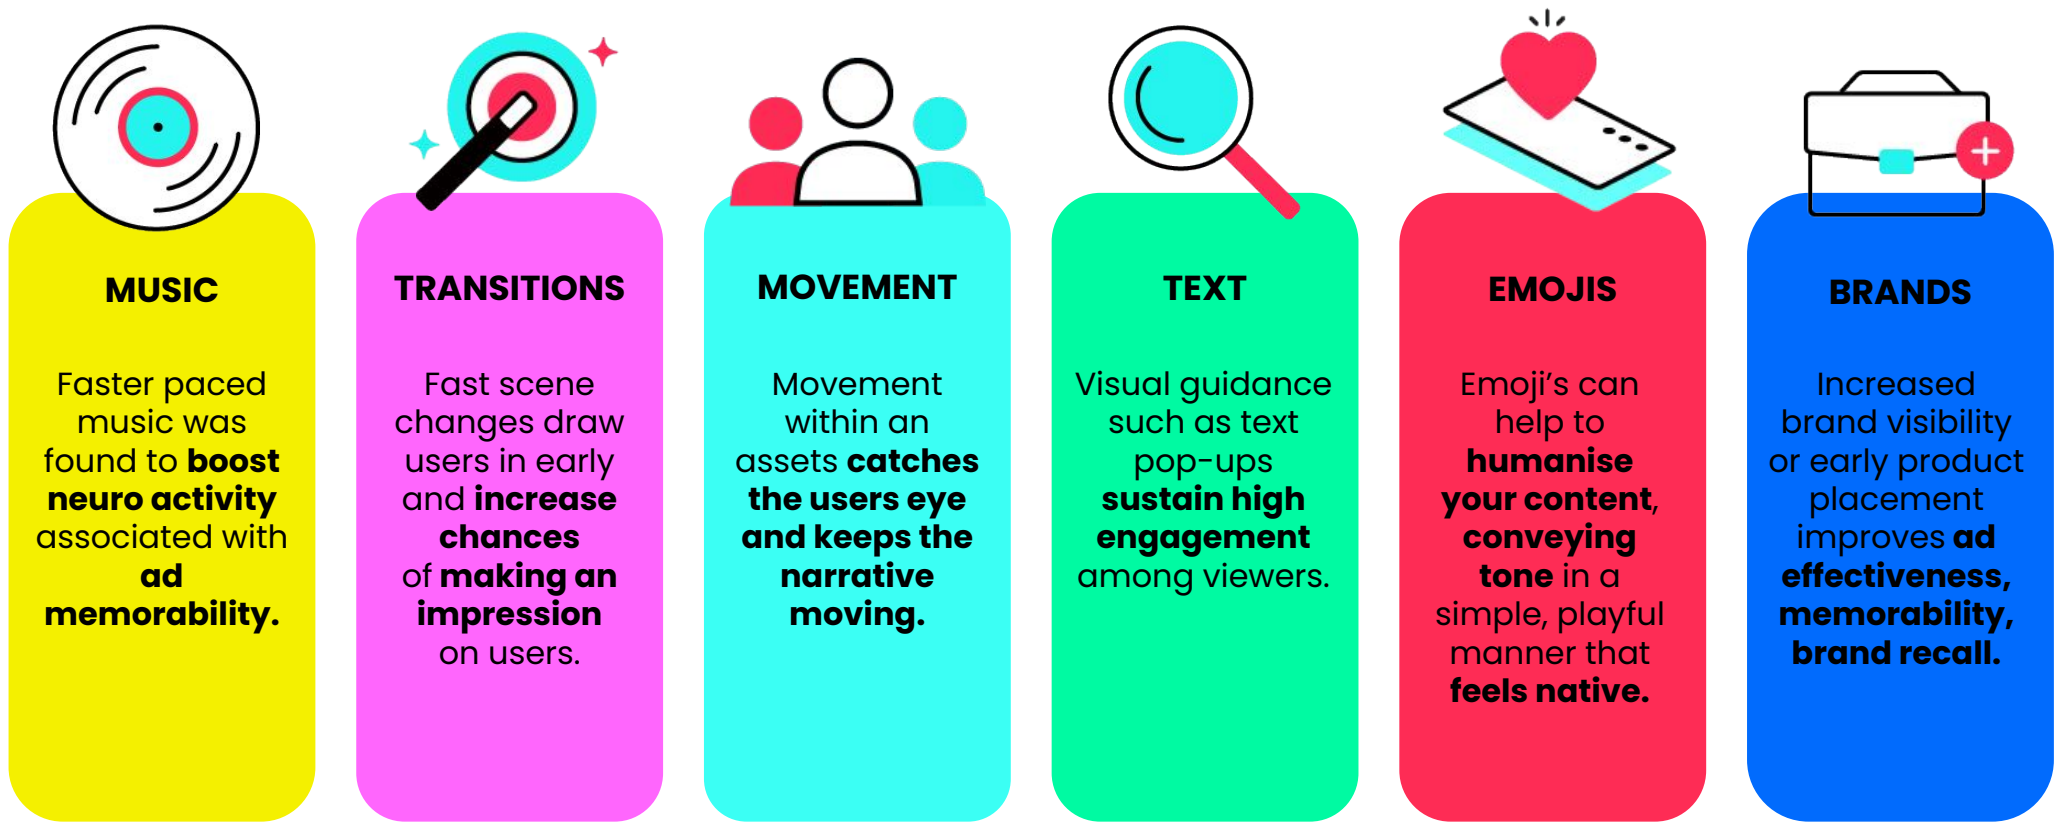 MUSIC
Faster paced
music was
found to boost
neuro activity
associated with
ad
memorability.
TRANSITIONS
Fast scene
changes draw
users in early
and increase
chances
of making an
impression
on users.
MOVEMENT
Movement
within an
assets catches
the users eye
and keeps the
narrative
moving.
TEXT
Visual guidance
such as text
pop-ups
sustain high
engagement
among viewers.
EMOJIS
Emoji’s can
help to
humanise
your content,
conveying
tone in a
simple, playful
manner that
feels native.
BRANDS
Increased
brand visibility
or early product
placement
improves ad
effectiveness,
memorability,
brand recall.